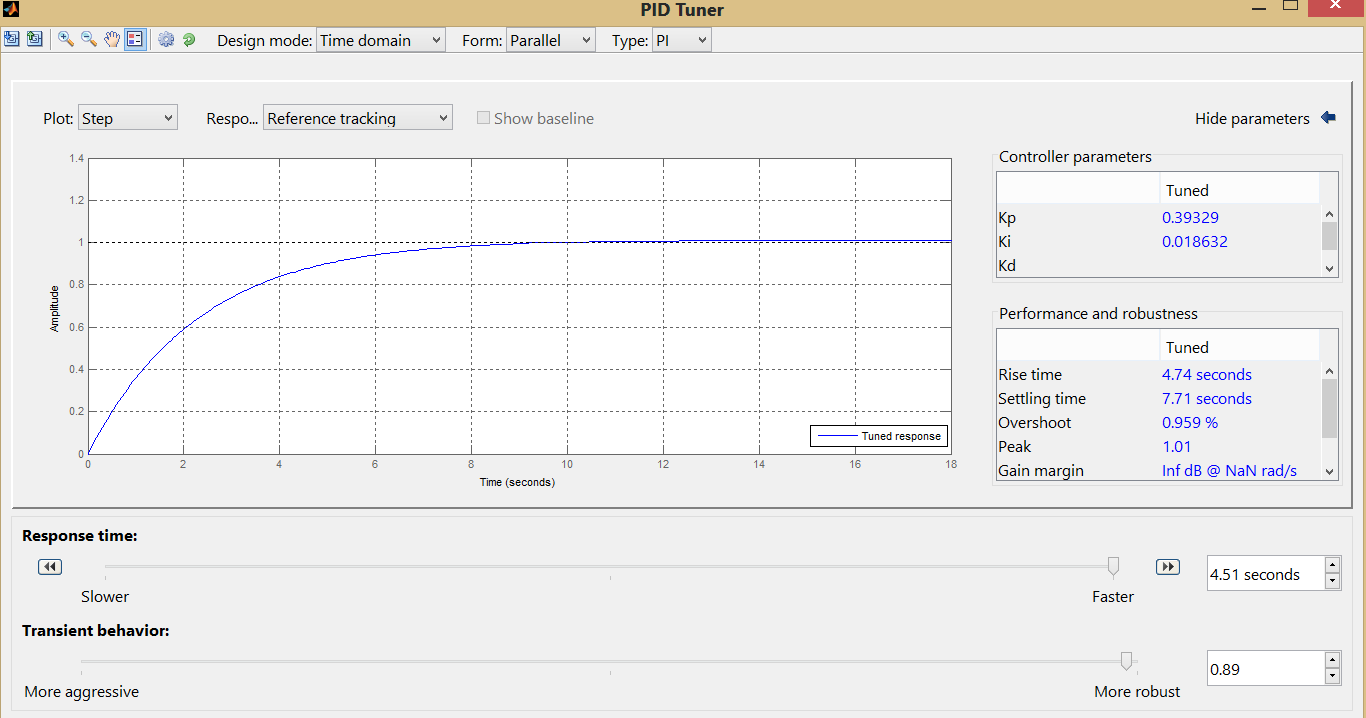 PID Tuner
Design mode: Time domain Form: Parallel Type: PI
Plot: Step Respo... Reference tracking Show baseline Hide parameters
1.4
1.2
1
0.8
0.6
0.4
0.2
0
Amplitude
0 2 4 6 8 10 12 14 16 18
Time (seconds)
Tuned response
Controller parameters
Tuned
Kp 0.39329
Ki 0.018632
Kd
Performance and robustness
Tuned
Rise time 4.74 seconds
Settling time 7.71 seconds
Overshoot 0.959 %
Peak 1.01
Gain margin Inf dB @ NaN rad/s
Response time:
4.51 seconds
Slower Faster
Transient behavior:
0.89
More aggressive More robust